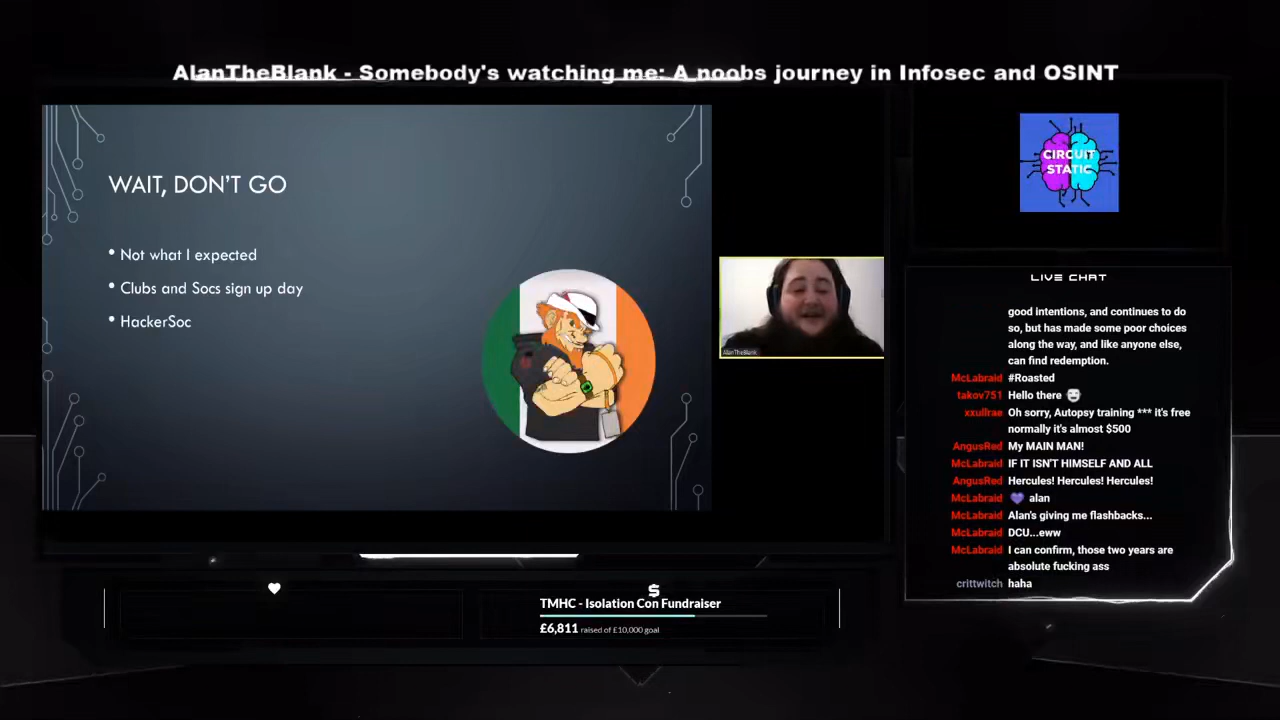 AlanTheBlank - Somebody's watching me: A noobs journey in Infosec and OSINT
WAIT, DON'T GO
• Not what I expected
• Clubs and Socs sign up day
• HackerSoc
AlanTheBlank
CIRCUIT
STATIC
LIVE CHAT
good intentions, and continues to do
so, but has made some poor choices
along the way, and like anyone else,
can find redemption.
McLabraid #Roasted
takov751 Hello there
xxullrae Oh sorry, Autopsy training *** it's free
normally it's almost $500
AngusRed My MAIN MAN!
McLabraid IF IT ISN'T HIMSELF AND ALL
AngusRed Hercules! Hercules! Hercules!
McLabraid 💜 alan
McLabraid Alan's giving me flashbacks...
McLabraid DCU...eww
McLabraid I can confirm, those two years are
absolute fucking ass
crittwitch haha
$
TMHC - Isolation Con Fundraiser
£6,811 raised of £10,000 goal